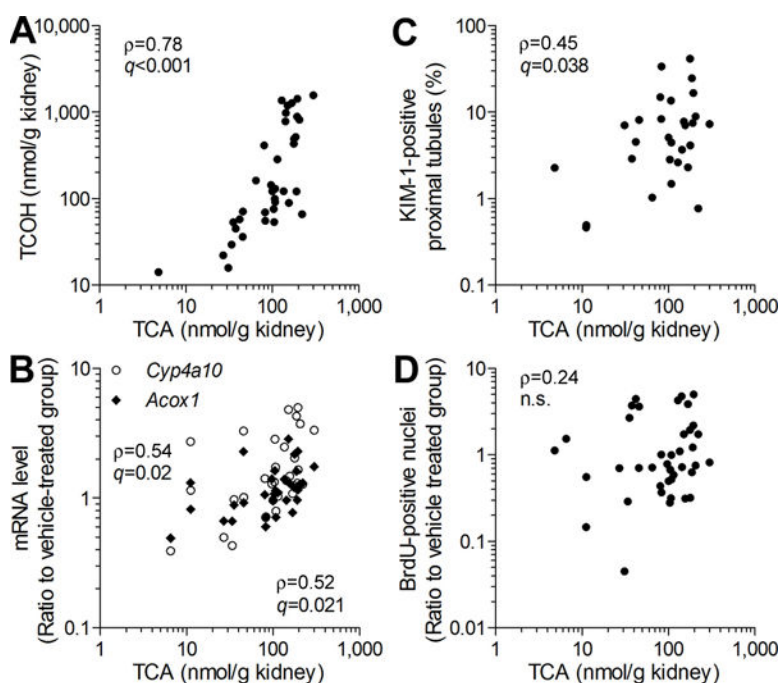 A
10,000
1,000
100
10
TCOH (nmol/g kidney)
ρ=0.78
q<0.001
1 10 100 1,000
TCA (nmol/g kidney)
C
100
10
1
0.1
KIM-1-positive
proximal tubules (%)
ρ=0.45
q=0.038
1 10 100 1,000
TCA (nmol/g kidney)
B
10
1
0.1
mRNA level
(Ratio to vehicle-treated group)
Cyp4a10
Acox1
ρ=0.54
q=0.02
ρ=0.52
q=0.021
1 10 100 1,000
TCA (nmol/g kidney)
D
10
1
0.1
0.01
BrdU-positive nuclei
(Ratio to vehicle treated group)
ρ=0.24
n.s.
1 10 100 1,000
TCA (nmol/g kidney)